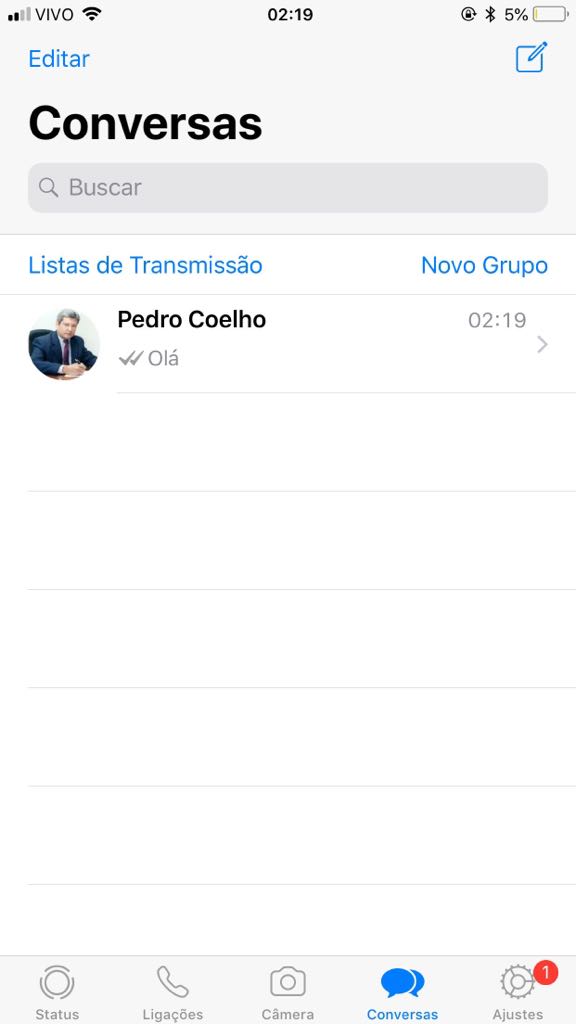 VIVO 02:19 5%
Editar
Conversas
Buscar
Listas de Transmissão Novo Grupo
Pedro Coelho 02:19
Olá
1
Status Ligações Câmera Conversas Ajustes